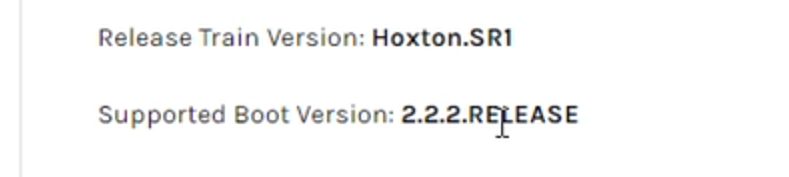 Release Train Version: Hoxton.SR1
Supported Boot Version: 2.2.2.RELEASE